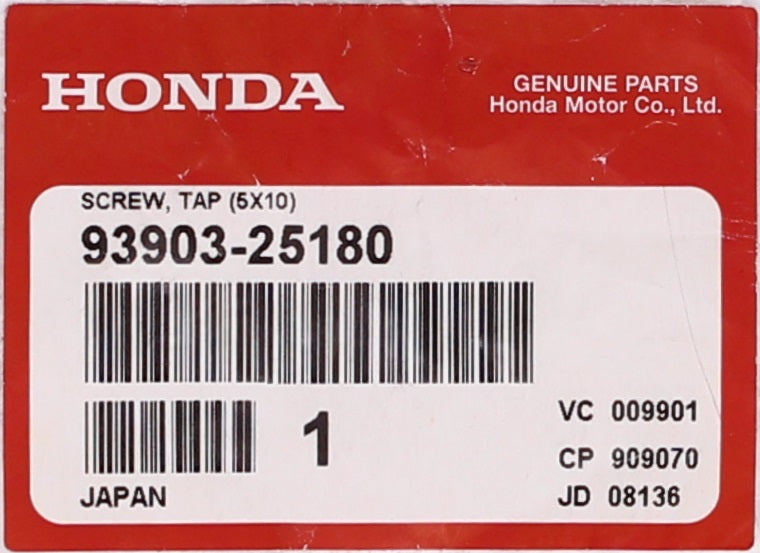 HONDA
GENUINE PARTS
Honda Motor Co., Ltd.
SCREW, TAP (5X10)
93903-25180
1
VC 009901
CP 909070
JAPAN
JD 08136